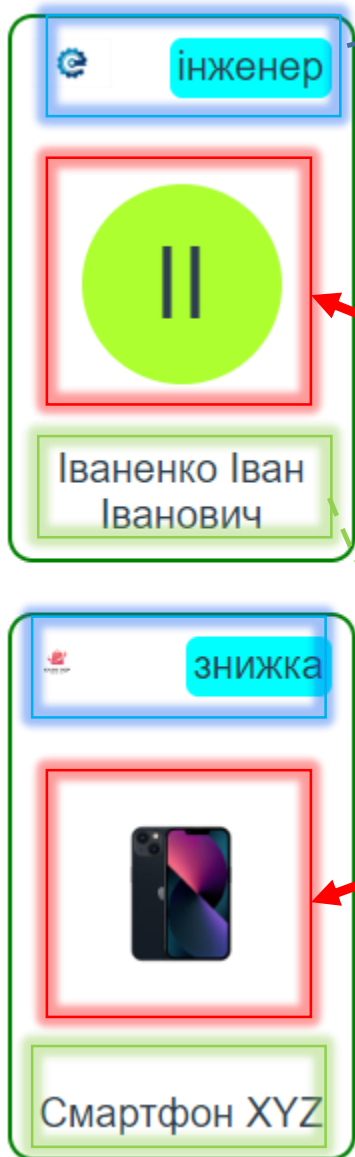 інженер
ІІ
Іваненко Іван
Іванович
знижка
Смартфон XYZ